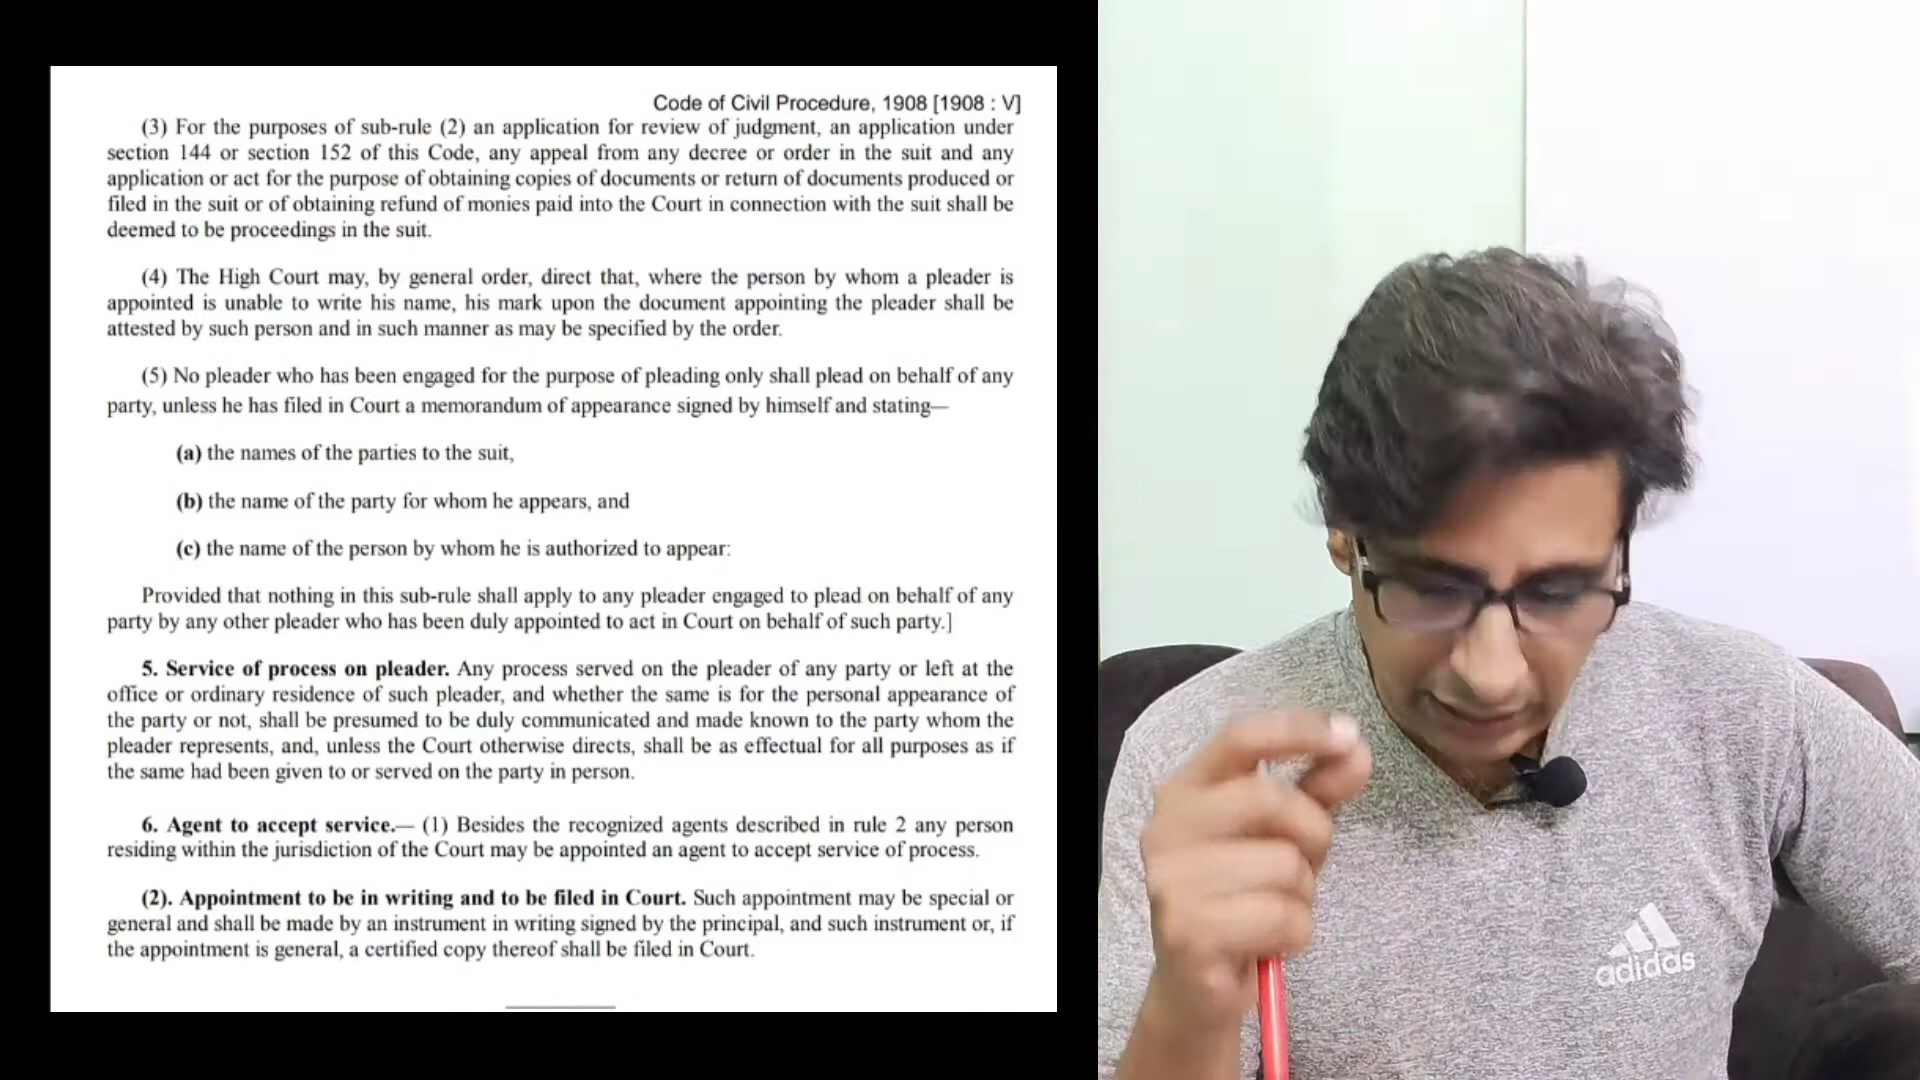 Code of Civil Procedure, 1908 [1908 : V]
(3) For the purposes of sub-rule (2) an application for review of judgment, an application under
section 144 or section 152 of this Code, any appeal from any decree or order in the suit and any
application or act for the purpose of obtaining copies of documents or return of documents produced or
filed in the suit or of obtaining refund of monies paid into the Court in connection with the suit shall be
deemed to be proceedings in the suit.
(4) The High Court may, by general order, direct that, where the person by whom a pleader is
appointed is unable to write his name, his mark upon the document appointing the pleader shall be
attested by such person and in such manner as may be specified by the order.
(5) No pleader who has been engaged for the purpose of pleading only shall plead on behalf of any
party, unless he has filed in Court a memorandum of appearance signed by himself and stating—
(a) the names of the parties to the suit,
(b) the name of the party for whom he appears, and
(c) the name of the person by whom he is authorized to appear:
Provided that nothing in this sub-rule shall apply to any pleader engaged to plead on behalf of any
party by any other pleader who has been duly appointed to act in Court on behalf of such party.]
5. Service of process on pleader. Any process served on the pleader of any party or left at the
office or ordinary residence of such pleader, and whether the same is for the personal appearance of
the party or not, shall be presumed to be duly communicated and made known to the party whom the
pleader represents, and, unless the Court otherwise directs, shall be as effectual for all purposes as if
the same had been given to or served on the party in person.
6. Agent to accept service.— (1) Besides the recognized agents described in rule 2 any person
residing within the jurisdiction of the Court may be appointed an agent to accept service of process.
(2). Appointment to be in writing and to be filed in Court. Such appointment may be special or
general and shall be made by an instrument in writing signed by the principal, and such instrument or, if
the appointment is general, a certified copy thereof shall be filed in Court.
adidas